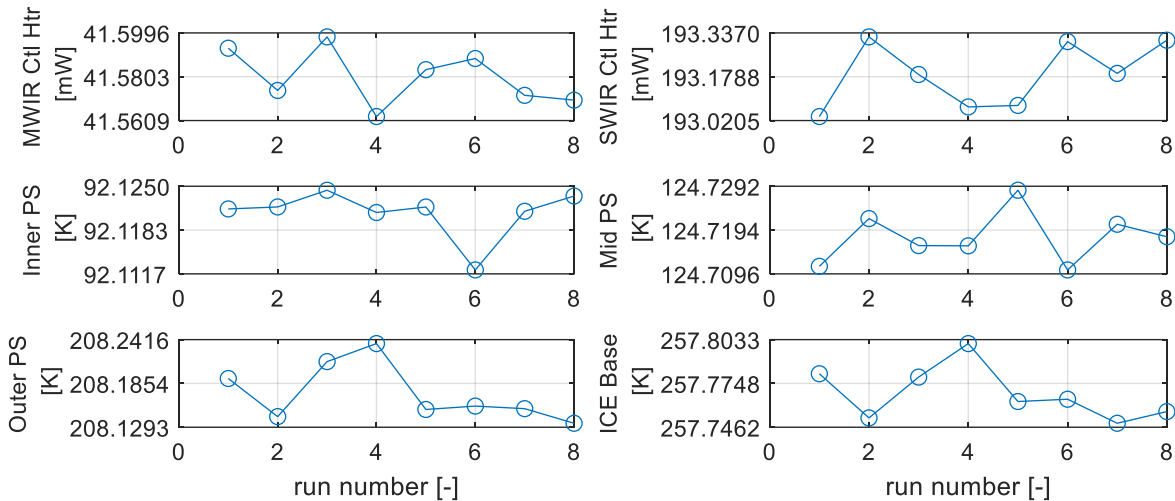 MWIR Ctl Htr
[mW]
41.5996
41.5803
41.5609
0 2 4 6 8
SWIR Ctl Htr
[mW]
193.3370
193.1788
193.0205
0 2 4 6 8
Inner PS
[K]
92.1250
92.1183
92.1117
0 2 4 6 8
Mid PS
[K]
124.7292
124.7194
124.7096
0 2 4 6 8
Outer PS
[K]
208.2416
208.1854
208.1293
0 2 4 6 8
run number [-]
ICE Base
[K]
257.8033
257.7748
257.7462
0 2 4 6 8
run number [-]